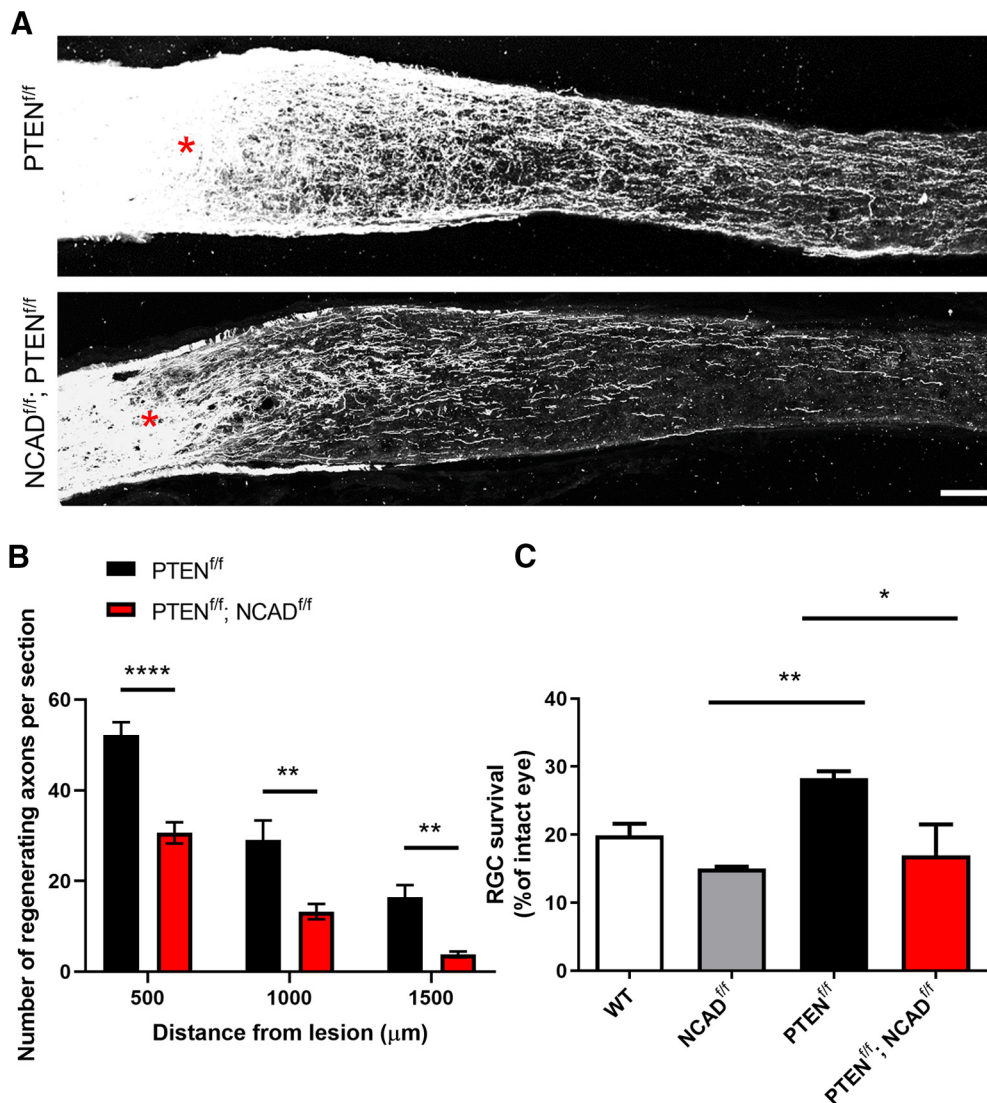 A
PTEN^f/f
*
NCAD^f/f; PTEN^f/f
*
B
PTEN^f/f
PTEN^f/f; NCAD^f/f
Number of regenerating axons per section
60
40
20
0
****
**
**
500 1000 1500
Distance from lesion (μm)
C
*
**
RGC survival
(%of intact eye)
40
30
20
10
0
WT
NCAD^f/f
PTEN^f/f
PTEN^f/f; NCAD^f/f